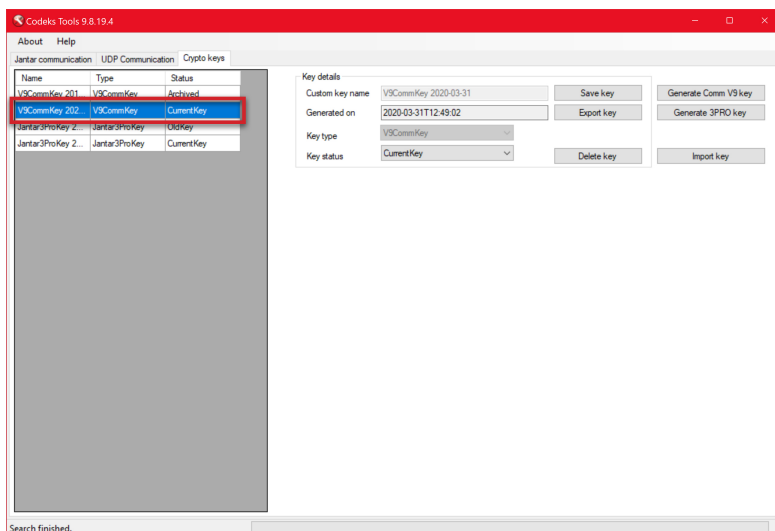 Codeks Tools 9.8.19.4
About Help
Jantar communication UDP Communication Crypto keys
Name Type Status
V9CommKey 201... V9CommKey Archived
V9CommKey 202... V9CommKey CurrentKey
Jantar3ProKey 2... Jantar3ProKey OldKey
Jantar3ProKey 2... Jantar3ProKey CurrentKey
Key details
Custom key name V9CommKey 2020-03-31 Save key Generate Comm V9 key
Generated on 2020-03-31T12:49:02 Export key Generate 3PRO key
Key type V9CommKey
Key status CurrentKey Delete key Import key
Search finished.